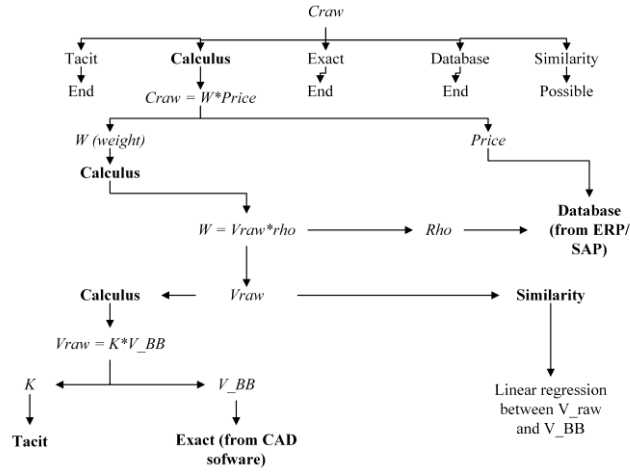 Craw
Tacit Calculus Exact Database Similarity
End Craw = W*Price End End Possible
W (weight) Price
Calculus
W = Vraw*rho Rho Database
(from ERP/
SAP)
Calculus Vraw Similarity
Vraw = K*V_BB
K V_BB
Linear regression
between V_raw
and V_BB
Tacit Exact (from CAD
sofware)